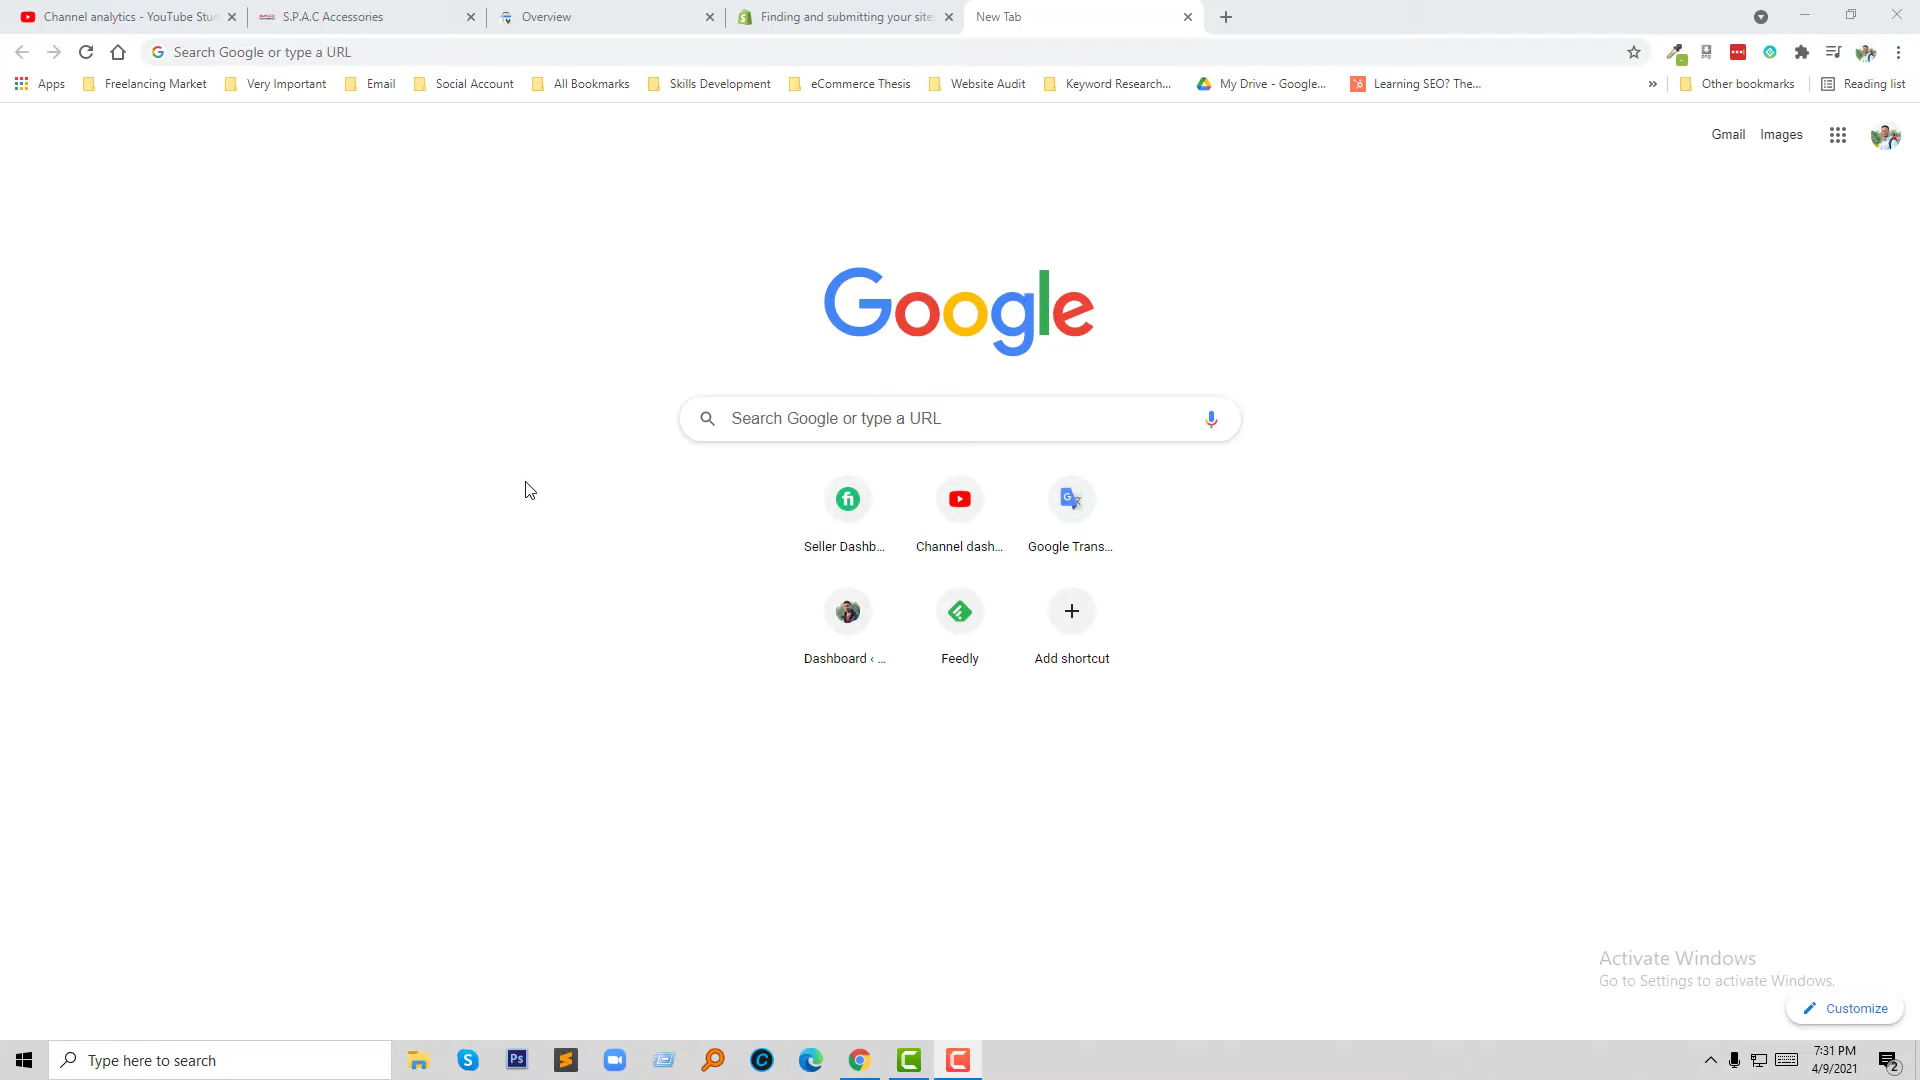 Channel analytics - YouTube Stu
S.P.A.C Accessories
Overview
Finding and submitting your site
New Tab
Search Google or type a URL
Apps
Freelancing Market
Very Important
Email
Social Account
All Bookmarks
Skills Development
eCommerce Thesis
Website Audit
Keyword Research...
My Drive - Google...
Learning SEO? The...
»
Other bookmarks
Reading list
Gmail
Images
Google
Search Google or type a URL
Seller Dashb...
Channel dash...
Google Trans...
Dashboard ‹ ...
Feedly
Add shortcut
Activate Windows
Go to Settings to activate Windows.
Customize
Type here to search
Ps
7:31 PM
4/9/2021
2